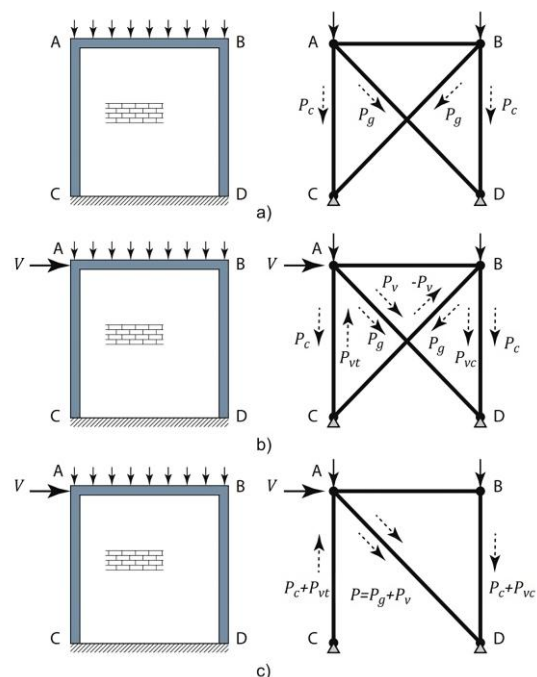 A B A B
P_c P_g P_g P_c
C D C D
a)
V A B V A B
P_v -P_v
P_c P_vt P_g P_g P_vc P_c
C D C D
b)
V A B V A B
P_c+P_vt P=P_g+P_v P_c+P_vc
C D C D
c)